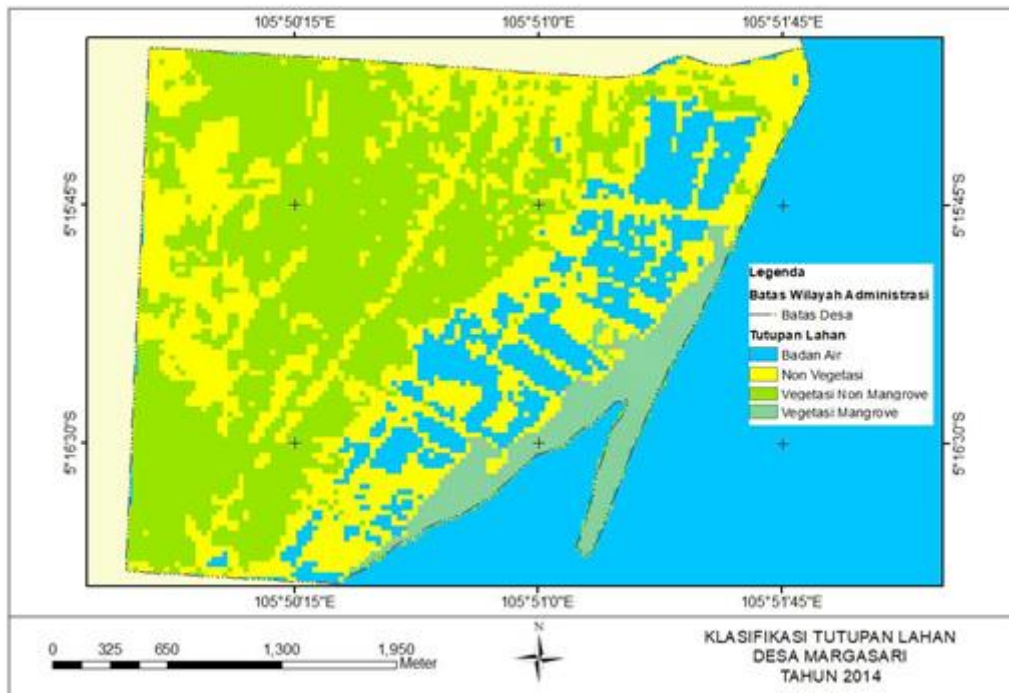 105°50'15"E 105°51'0"E 105°51'45"E
5°15'45"S 5°15'45"S
Legenda
Batas Wilayah Administrasi
Batas Desa
Tutupan Lahan
Badan Air
Non Vegetasi
Vegetasi Non Mangrove
Vegetasi Mangrove
5°16'30"S 5°16'30"S
105°50'15"E 105°51'0"E 105°51'45"E
0 325 650 1,300 1,950
Meter
N
KLASIFIKASI TUTUPAN LAHAN
DESA MARGASARI
TAHUN 2014